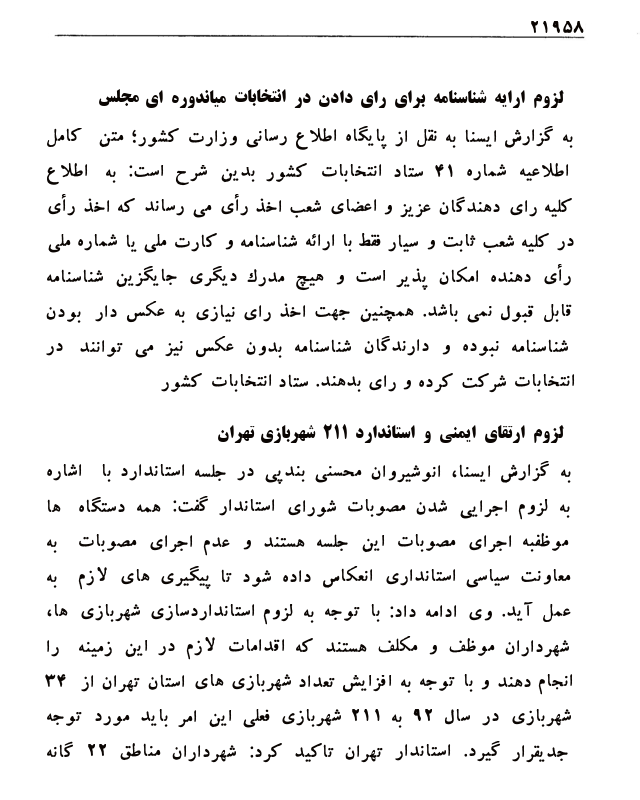 ۲۱۹۵۸
لزوم ارایه شناسنامه برای رای دادن در انتخابات میاندوره ای مجلس
به گزارش ایسنا به نقل از پایگاه اطلاع رسانی وزارت کشور؛ متن کامل
اطلاعیه شماره ۴۱ ستاد انتخابات کشور بدین شرح است: به اطلاع
کلیه رای دهندگان عزیز و اعضای شعب اخذ رأی می رساند که اخذ رأی
در کلیه شعب ثابت و سیار فقط با ارائه شناسنامه و کارت ملی یا شماره ملی
رأی دهنده امکان پذیر است و هیچ مدرك دیگری جایگزین شناسنامه
قابل قبول نمی باشد. همچنین جهت اخذ رای نیازی به عکس دار بودن
شناسنامه نبوده و دارندگان شناسنامه بدون عکس نیز می توانند در
انتخابات شرکت کرده و رای بدهند. ستاد انتخابات کشور
لزوم ارتقای ایمنی و استاندارد ۲۱۱ شهربازی تهران
به گزارش ایسنا، انوشیروان محسنی بندپی در جلسه استاندارد با اشاره
به لزوم اجرایی شدن مصوبات شورای استاندار گفت: همه دستگاه ها
موظفبه اجرای مصوبات این جلسه هستند و عدم اجرای مصوبات به
معاونت سیاسی استانداری انعکاس داده شود تا پیگیری های لازم به
عمل آید. وی ادامه داد: با توجه به لزوم استانداردسازی شهربازی ها،
شهرداران موظف و مکلف هستند که اقدامات لازم در این زمینه را
انجام دهند و با توجه به افزایش تعداد شهربازی های استان تهران از ۳۴
شهربازی در سال ۹۲ به ۲۱۱ شهربازی فعلی این امر باید مورد توجه
جدیقرار گیرد. استاندار تهران تاکید کرد: شهرداران مناطق ۲۲ گانه